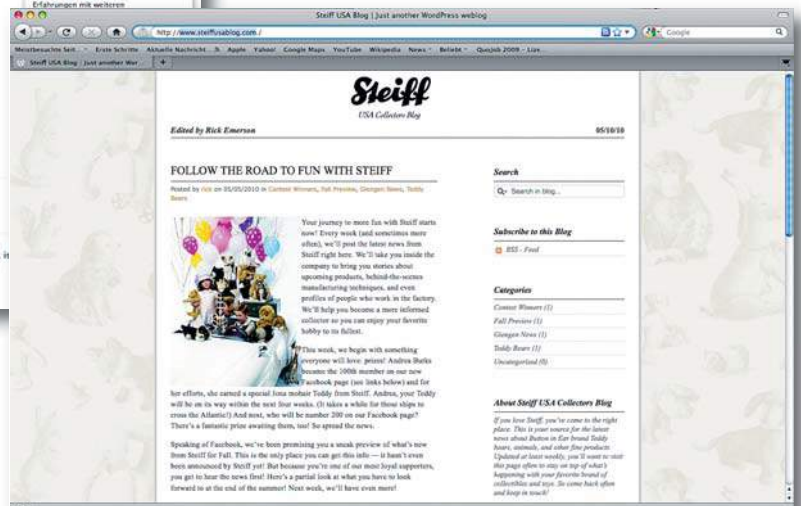 Erfahrungen mit weiteren
Steiff USA Blog | Just another WordPress weblog
http://www.steiffusablog.com/
Google
Meistbesuchte Seit...
Erste Schritte
Aktuelle Nachricht...
Apple
Yahoo!
Google Maps
YouTube
Wikipedia
News
Beliebt
Steiff USA Blog | Just another Wor...
Steiff
USA Collectors Blog
Edited by Rick Emerson
05/10/10
FOLLOW THE ROAD TO FUN WITH STEIFF
Posted by rick on 05/05/2010 in Contest Winners, Fall Preview, Giengen News, Teddy
Bears
Your journey to more fun with Steiff starts
now! Every week (and sometimes more
often), we'll post the latest news from
Steiff right here. We'll take you inside the
company to bring you stories about
upcoming products, behind-the-scenes
manufacturing techniques, and even
profiles of people who work in the factory.
We'll help you become a more informed
collector so you can enjoy your favorite
hobby to its fullest.
This week, we begin with something
everyone will love: prizes! Andrea Burks
became the 100th member on our new
Facebook page (see links below) and for
her efforts, she earned a special Jona mohair Teddy from Steiff. Andrea, your Teddy
will be on its way within the next four weeks. (It takes a while for those ships to
cross the Atlantic!) And next, who will be number 200 on our Facebook page?
There's a fantastic prize awaiting them, too! So spread the news.
Speaking of Facebook, we've been promising you a sneak preview of what's new
from Steiff for Fall. This is the only place you can get this info — it hasn't even
been announced by Steiff yet! But because you're one of our most loyal supporters,
you get to hear the news first! Here's a partial look at what you have to look
forward to at the end of the summer! Next week, we'll have even more!
Search
Search in blog...
Subscribe to this Blog
RSS - Feed
Categories
Contest Winners (1)
Fall Preview (1)
Giengen News (1)
Teddy Bears (1)
Uncategorized (0)
About Steiff USA Collectors Blog
If you love Steiff, you've come to the right
place. This is your source for the latest
news about Button in Ear brand Teddy
bears, animals, and other fine products.
Updated at least weekly, you'll want to visit
this page often to stay on top of what's
happening with your favorite brand of
collectibles and toys. So come back often
and keep in touch!